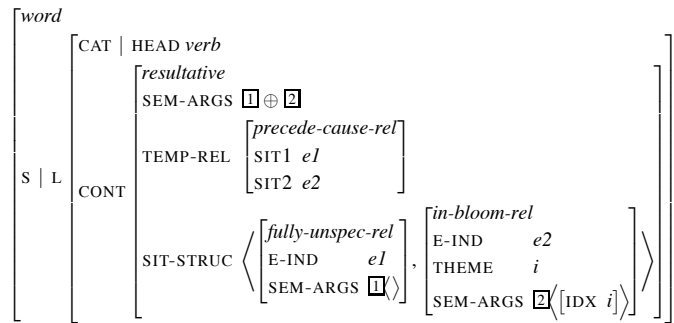 word
CAT | HEAD verb
resultative
SEM-ARGS 1 ⊕ 2
precede-cause-rel
TEMP-REL SIT1 e1
SIT2 e2
S | L CONT
fully-unspec-rel
SIT-STRUC ⟨ E-IND e1
SEM-ARGS 1⟨⟩ ,
in-bloom-rel
E-IND e2
THEME i
SEM-ARGS 2⟨[IDX i]⟩ ⟩